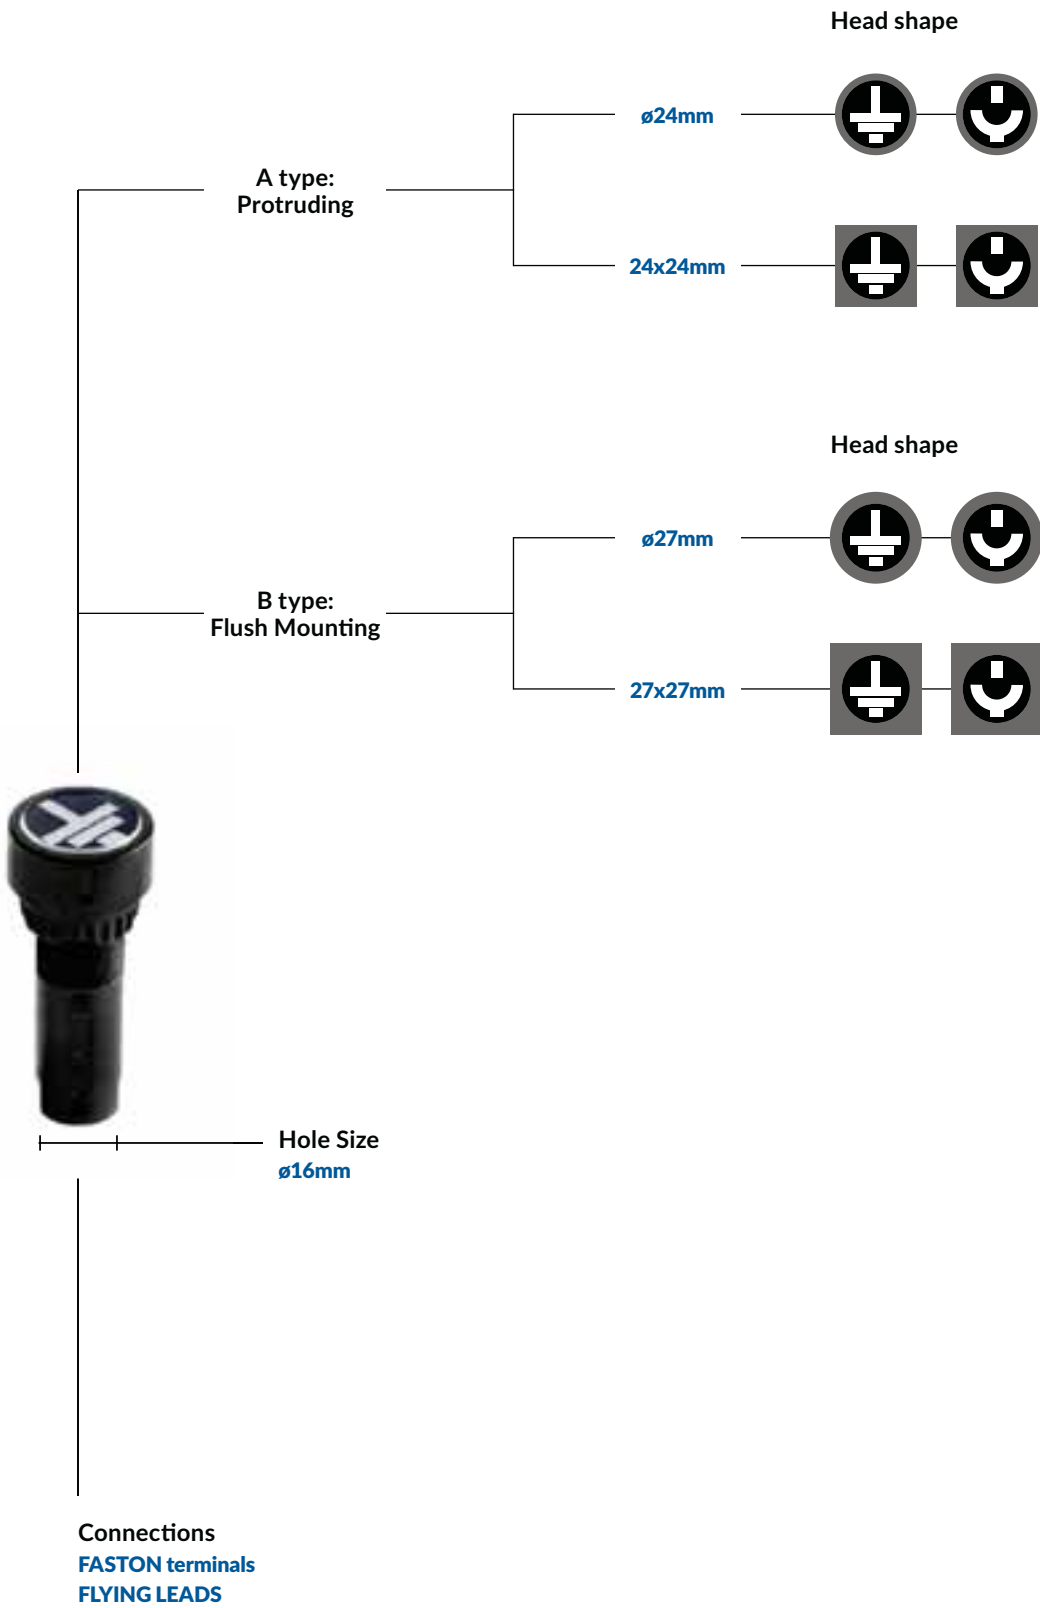 Head shape
ø24mm
A type:
Protruding
24x24mm
Head shape
ø27mm
B type:
Flush Mounting
27x27mm
Hole Size
ø16mm
Connections
FASTON terminals
FLYING LEADS